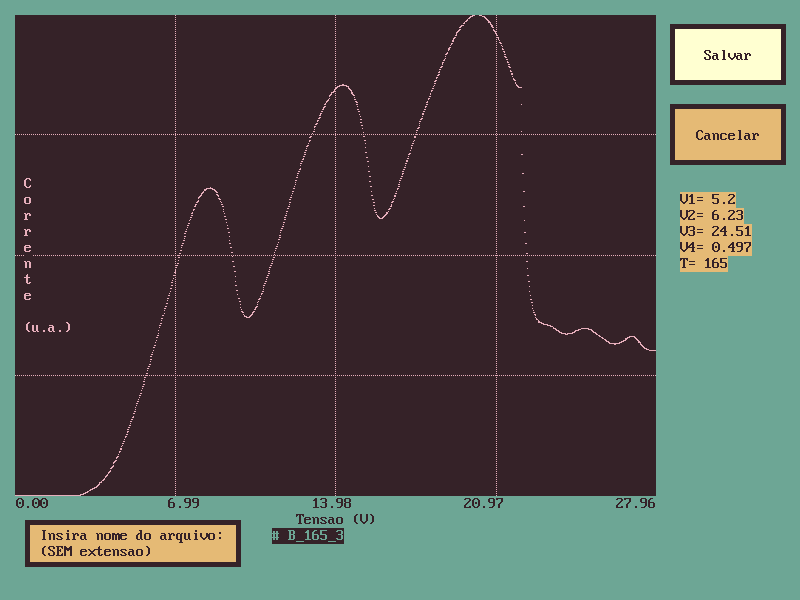 Salvar
Cancelar
Corrente
(u.a.)
V1= 5.2
V2= 6.23
V3= 24.51
V4= 0.497
T= 165
0.00 6.99 13.98 20.97 27.96
Tensao (V)
Insira nome do arquivo:
(SEM extensao)
# B_165_3